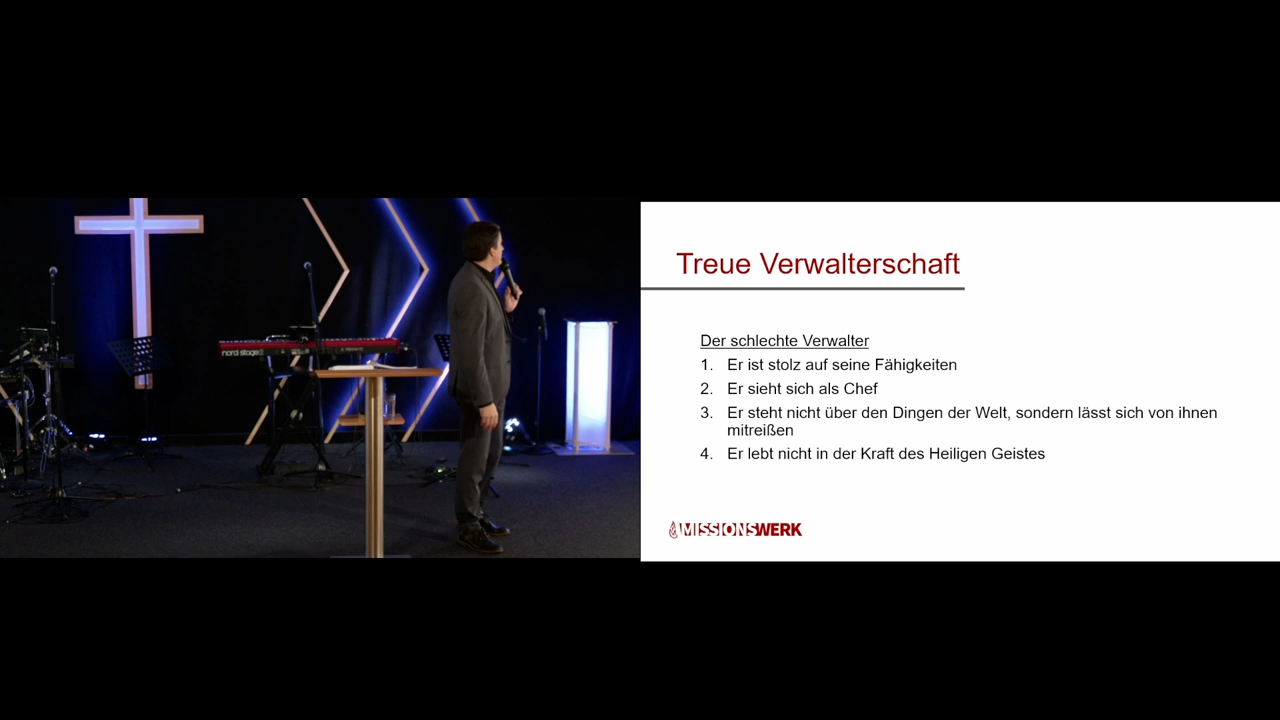 nord stage
Treue Verwalterschaft
Der schlechte Verwalter
1. Er ist stolz auf seine Fähigkeiten
2. Er sieht sich als Chef
3. Er steht nicht über den Dingen der Welt, sondern lässt sich von ihnen
mitreißen
4. Er lebt nicht in der Kraft des Heiligen Geistes
MISSIONSWERK